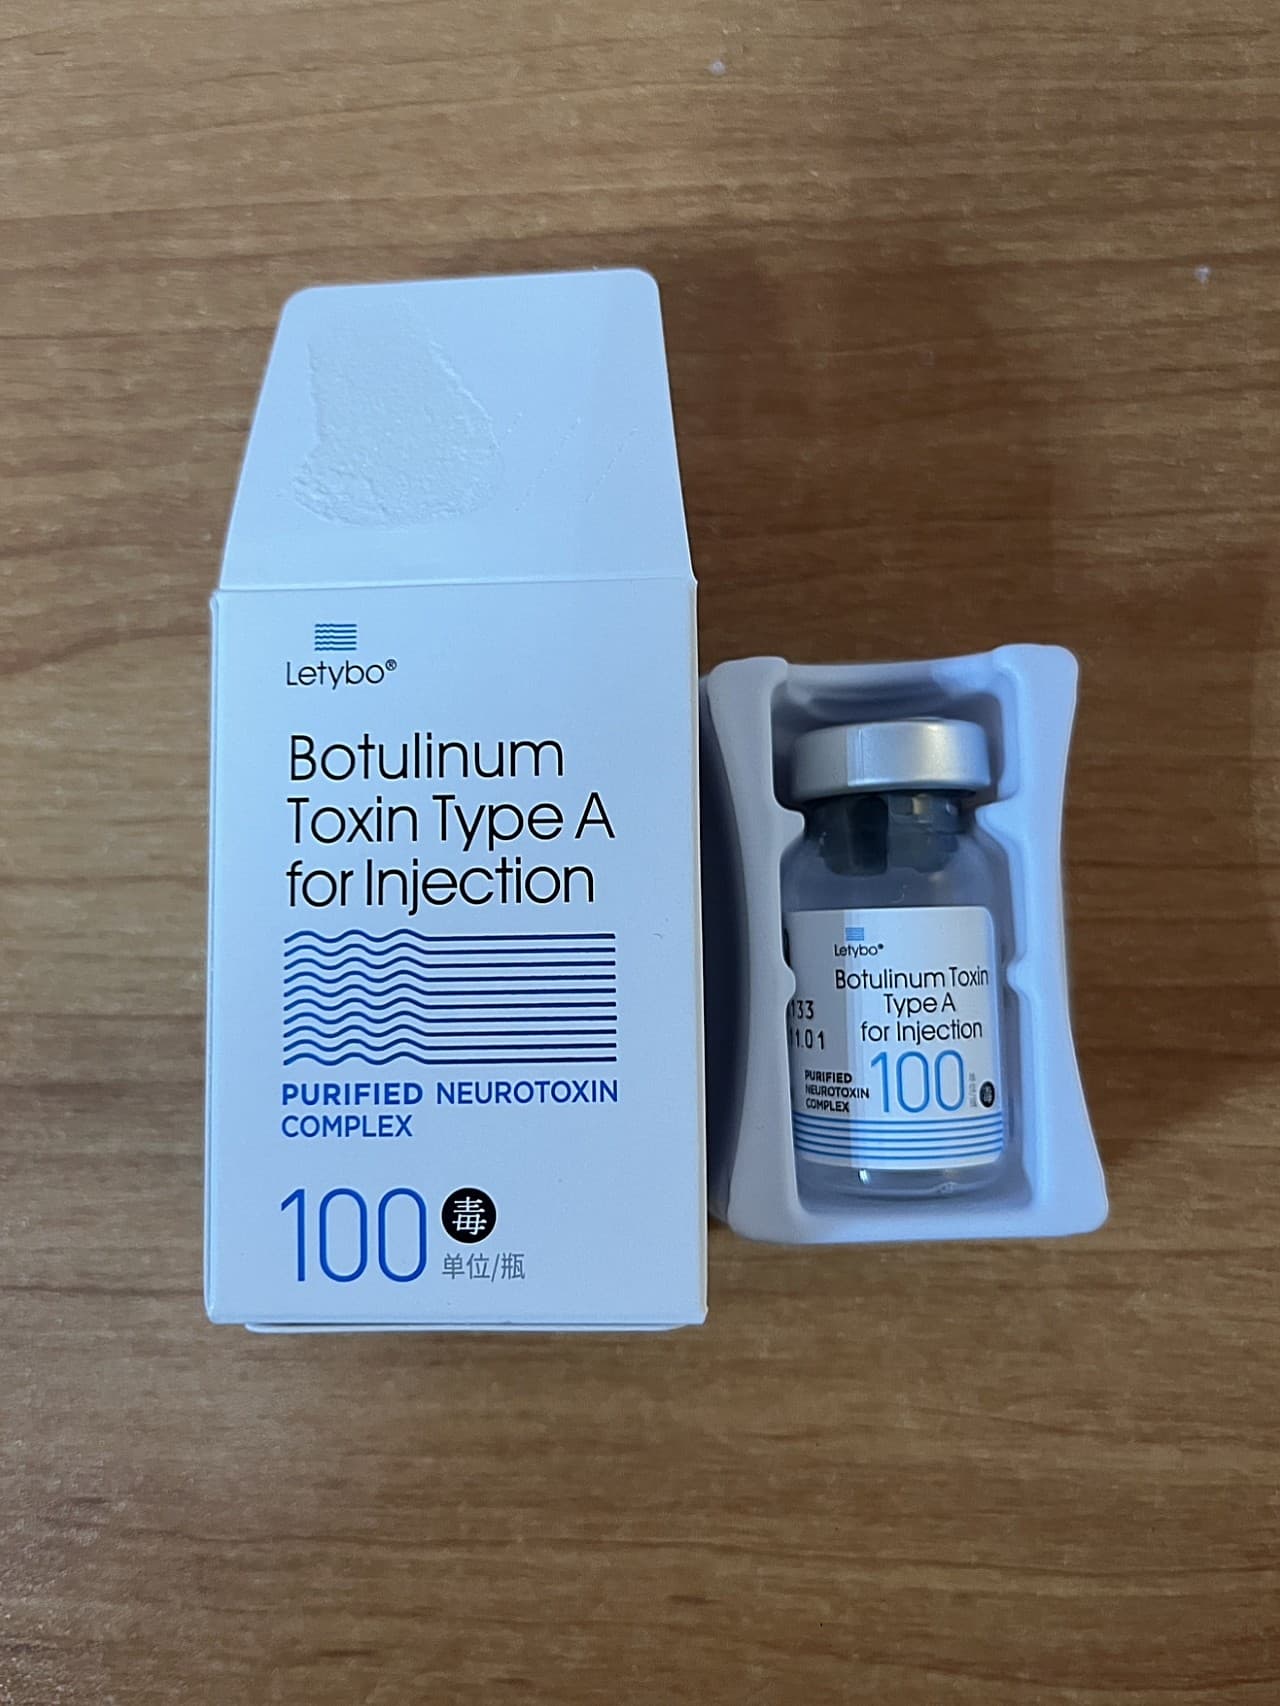 Letybo®
Botulinum
Toxin Type A
for Injection
PURIFIED NEUROTOXIN
COMPLEX
100 毒
单位/瓶
Letybo®
Botulinum Toxin
Type A
for Injection
133
1.01
PURIFIED
NEUROTOXIN
COMPLEX
100
毒